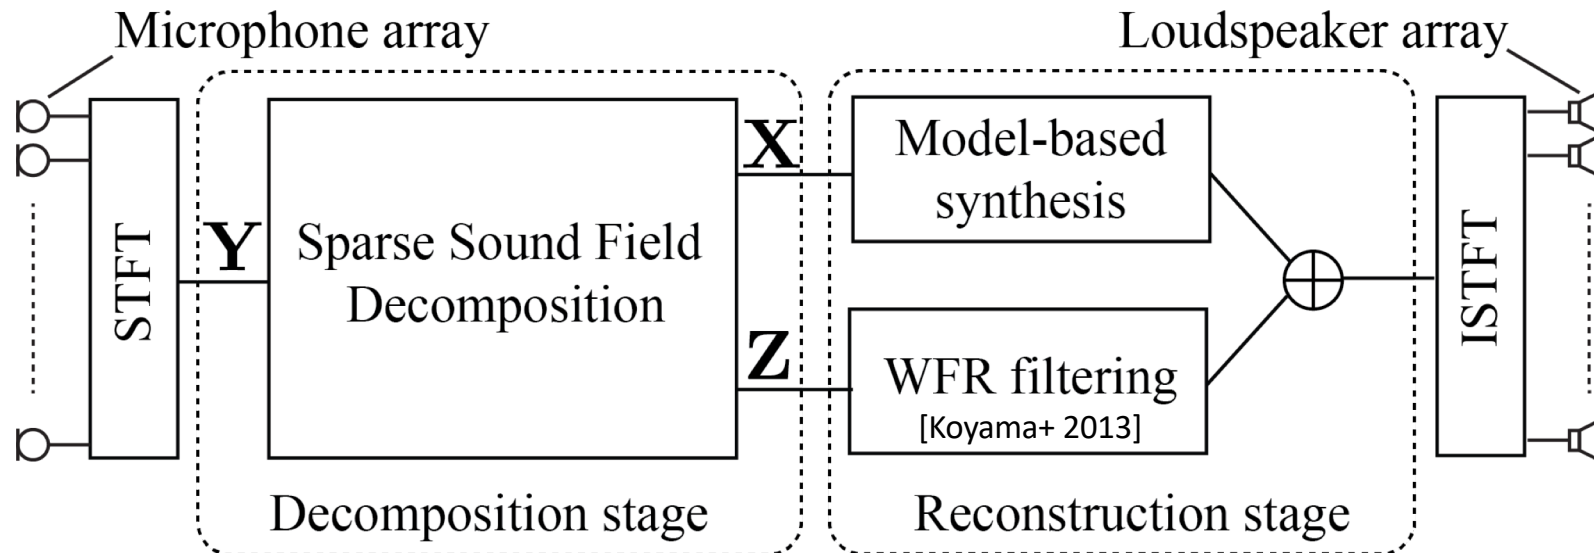 Microphone array
Loudspeaker array
STFT
Y
Sparse Sound Field
Decomposition
X
Z
Model-based
synthesis
WFR filtering
[Koyama+ 2013]
ISTFT
Decomposition stage
Reconstruction stage